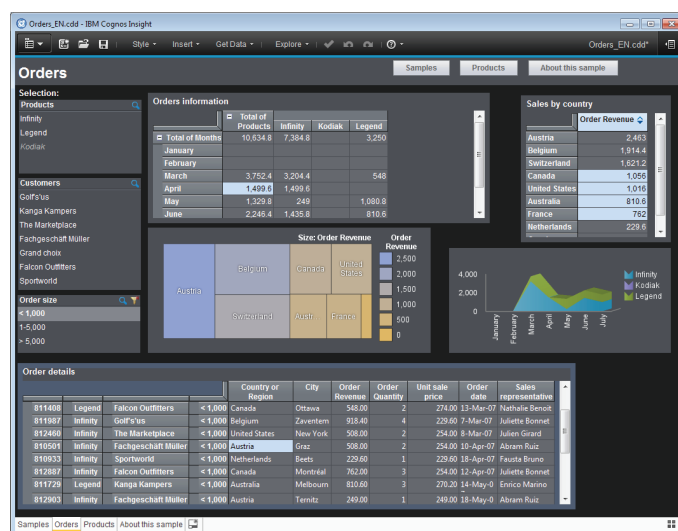 Orders_EN.cdd - IBM Cognos Insight
Style Insert Get Data Explore Orders_EN.cdd*
Orders Samples Products About this sample
Selection:
Products
Infinity
Legend
Kodiak
Customers
Golf's'uo
Kanga Kampers
The Marketplace
Fachgeschäft Müller
Grand choix
Falcon Outfitters
Sportworld
Order size
< 1,000
1-5,000
> 5,000
Orders information
Total of Products Infinity Kodiak Legend
Total of Months 10,634.8 7,384.8 3,250
January
February
March 3,752.4 3,204.4 548
April 1,499.6 1,499.6
May 1,329.8 249 1,080.8
June 2,246.4 1,435.8 810.6
Sales by country
Order Revenue
Austria 2,463
Belgium 1,914.4
Switzerland 1,621.2
Canada 1,056
United States 1,016
Australia 810.6
France 762
Netherlands 229.6
Size: Order Revenue
Order Revenue
2,500
2,000
1,500
1,000
500
0
Austria
Belgium
Canada
United States
Switzerland
Austr.
France
4,000
2,000
0
January
February
March
April
May
June
July
Infinity
Kodiak
Legend
Order details
Country or Region City Order Revenue Order Quantity Unit sale price Order date Sales representative
811408 Legend Falcon Outfitters < 1,000 Canada Ottawa 548.00 2 274.00 13-Mar-07 Nathalie Benoit
811987 Infinity Golf's'uo < 1,000 Belgium Zaventem 918.40 4 229.60 7-Mar-07 Juliette Bonnet
812460 Infinity The Marketplace < 1,000 United States New York 508.00 2 254.00 8-Mar-07 Julien Girard
810501 Infinity Fachgeschäft Müller < 1,000 Austria Graz 508.00 2 254.00 10-Apr-07 Abram Ruiz
810933 Infinity Sportworld < 1,000 Netherlands Beets 229.60 1 229.60 18-Apr-07 Fausta Bruno
812887 Infinity Falcon Outfitters < 1,000 Canada Montréal 762.00 3 254.00 12-Apr-07 Juliette Bonnet
811729 Legend Kanga Kampers < 1,000 Australia Melbourn 810.60 3 270.20 14-May-0 Enrico Marino
812903 Infinity Fachgeschäft Müller < 1,000 Austria Ternitz 249.00 1 249.00 18-May-0 Abram Ruiz
Samples Orders Products About this sample